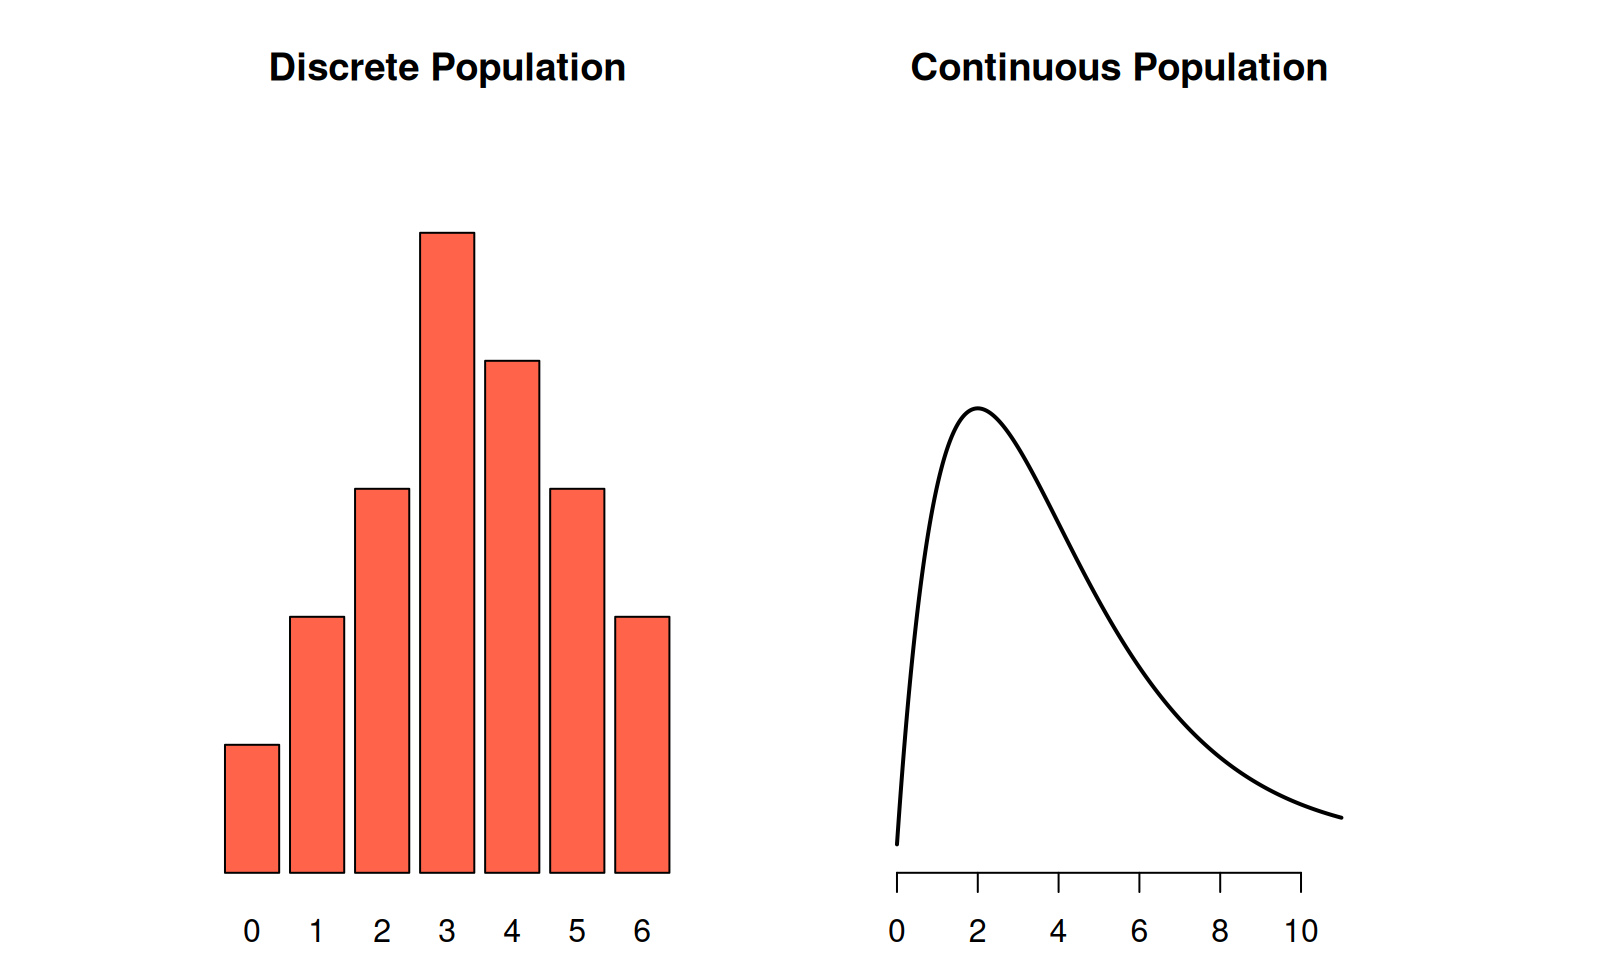 Discrete Population
0 1 2 3 4 5 6
Continuous Population
0 2 4 6 8 10